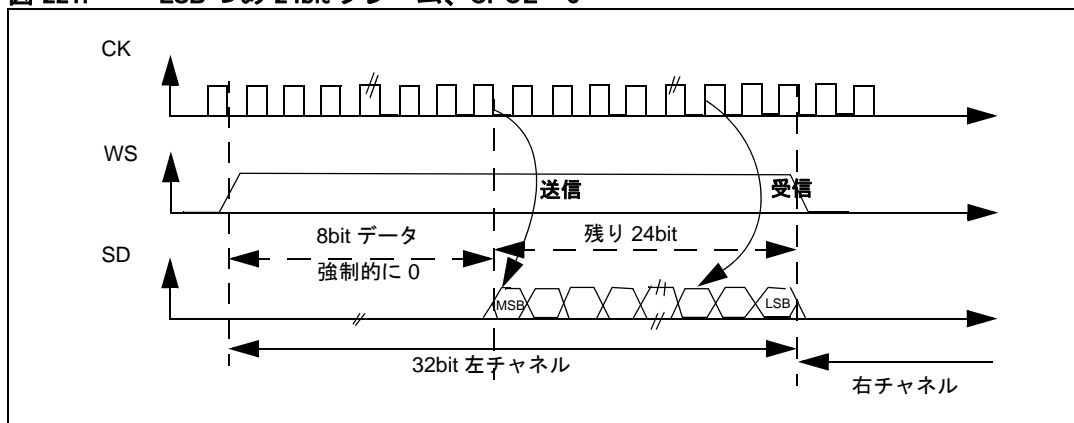 CK
WS
送信
受信
8bit データ
残り 24bit
SD
強制的に 0
MSB
LSB
32bit 左チャネル
右チャネル